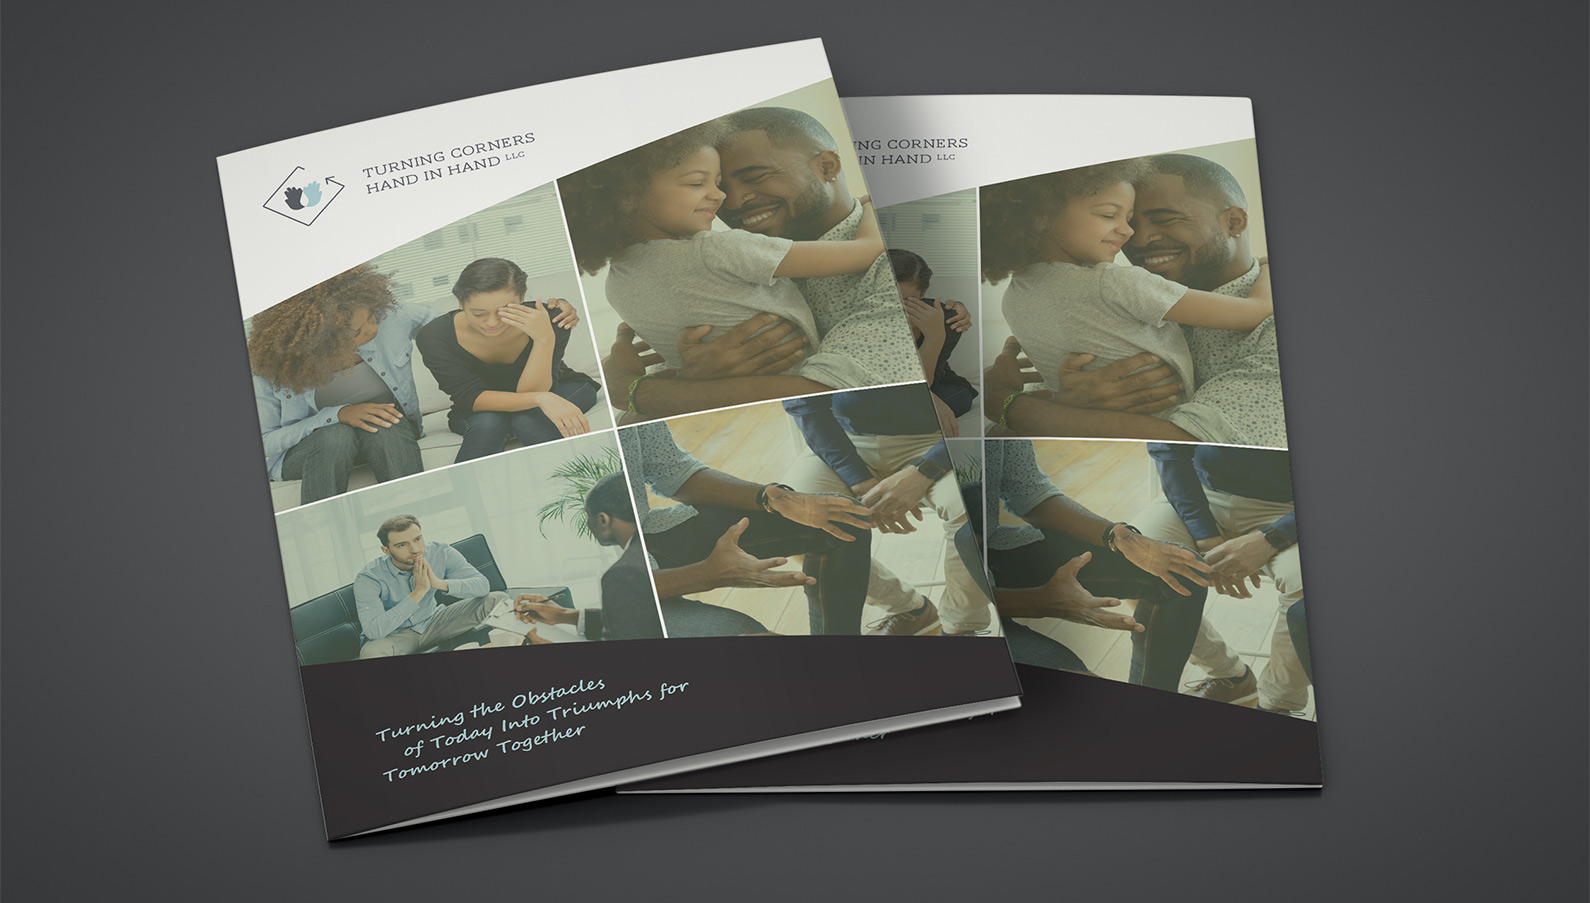 TURNING CORNERS
HAND IN HAND LLC
Turning the Obstacles
of Today Into Triumphs for
Tomorrow Together
CORNERS
IN HAND LLC